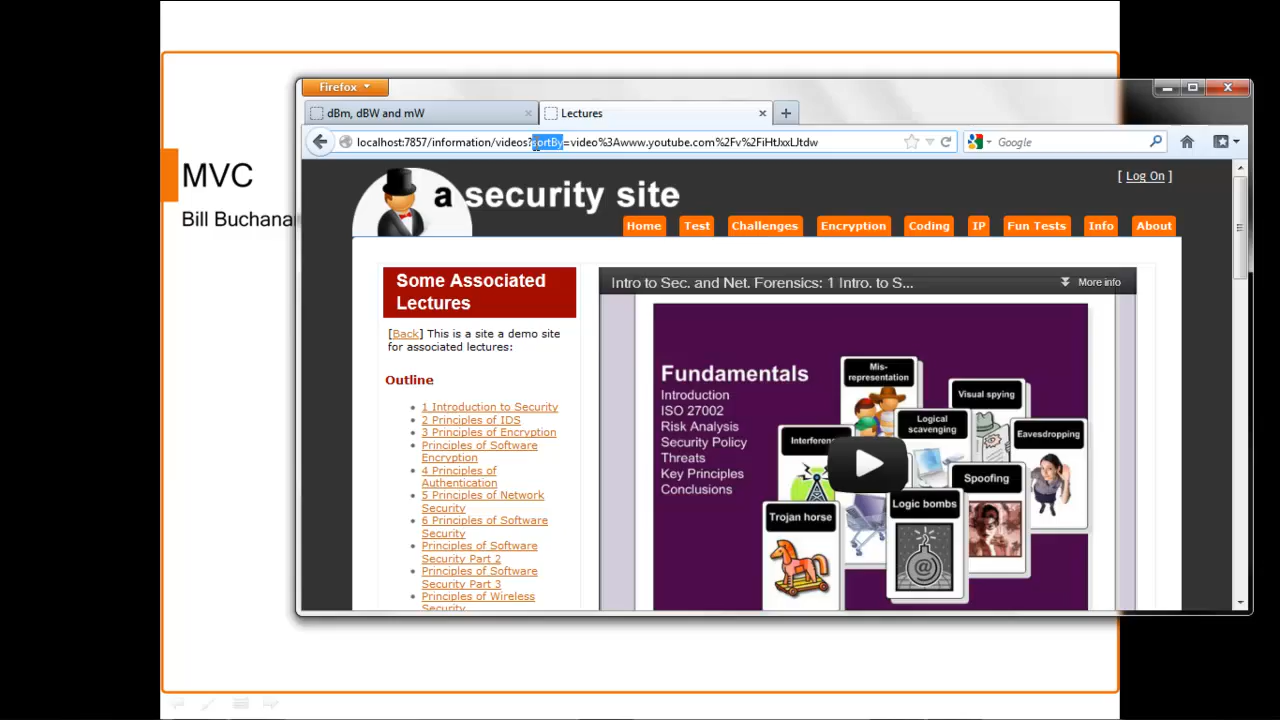 MVC
Bill Buchanan
Firefox
dBm, dBW and mW
Lectures
localhost:7857/information/videos?sortBy=video%3Awww.youtube.com%2Fv%2FiHtJxxLJtdw
Google
a security site
[ Log On ]
Home Test Challenges Encryption Coding IP Fun Tests Info About
Some Associated
Lectures
[Back] This is a site a demo site
for associated lectures:
Outline
1 Introduction to Security
2 Principles of IDS
3 Principles of Encryption
Principles of Software
Encryption
4 Principles of
Authentication
5 Principles of Network
Security
6 Principles of Software
Security
Principles of Software
Security Part 2
Principles of Software
Security Part 3
Principles of Wireless
Security
Intro to Sec. and Net. Forensics: 1 Intro. to S...
More info
Fundamentals
Introduction
ISO 27002
Risk Analysis
Security Policy
Threats
Key Principles
Conclusions
Mis-
representation
Visual spying
Logical
scavenging
Eavesdropping
Interference
Spoofing
Logic bombs
Trojan horse
@